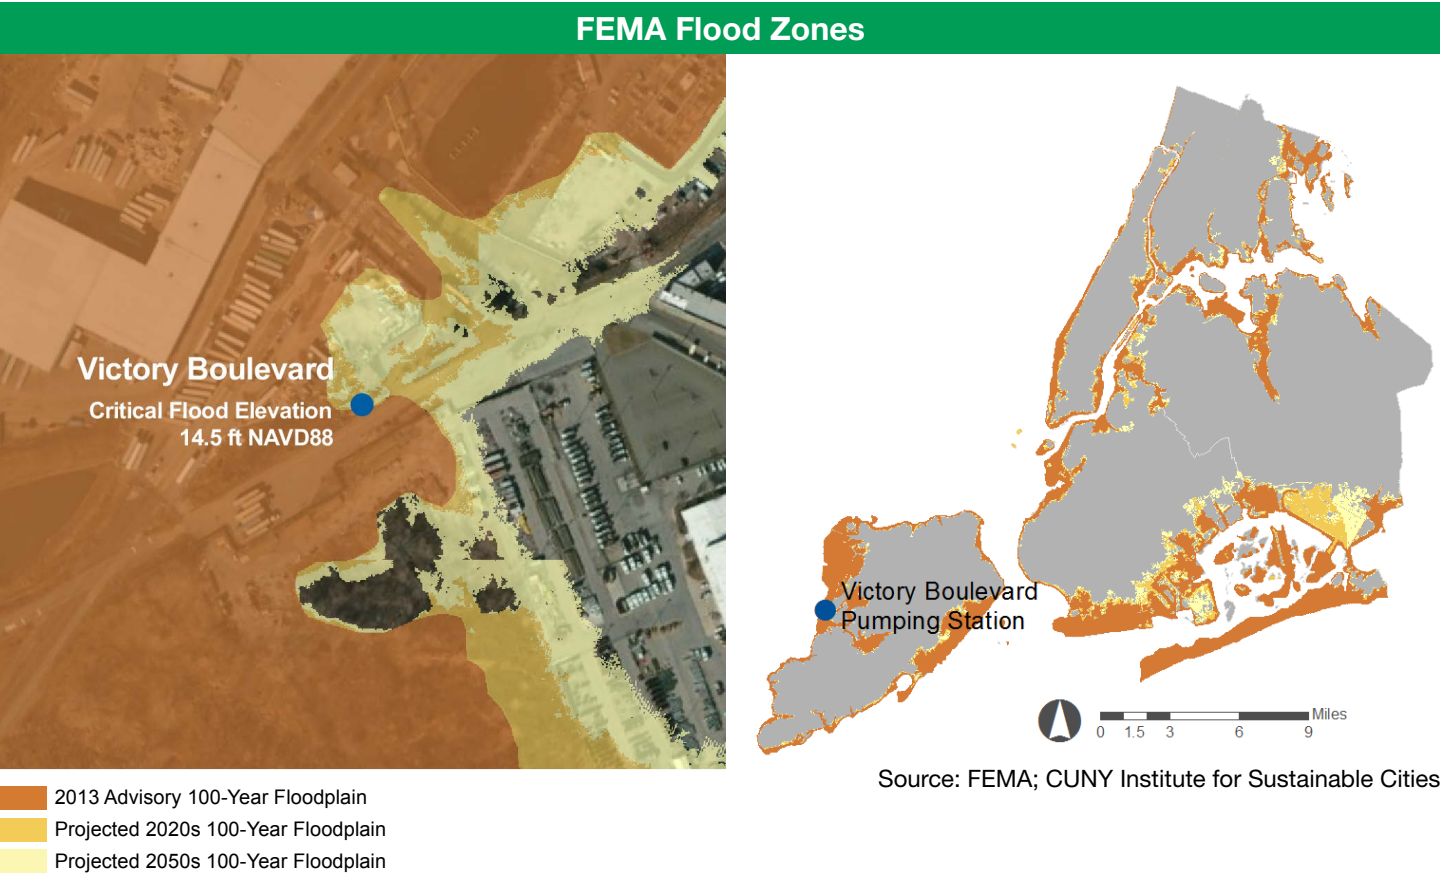 FEMA Flood Zones
Victory Boulevard
Critical Flood Elevation
14.5 ft NAVD88
Victory Boulevard
Pumping Station
Miles
0 1.5 3 6 9
Source: FEMA; CUNY Institute for Sustainable Cities
2013 Advisory 100-Year Floodplain
Projected 2020s 100-Year Floodplain
Projected 2050s 100-Year Floodplain